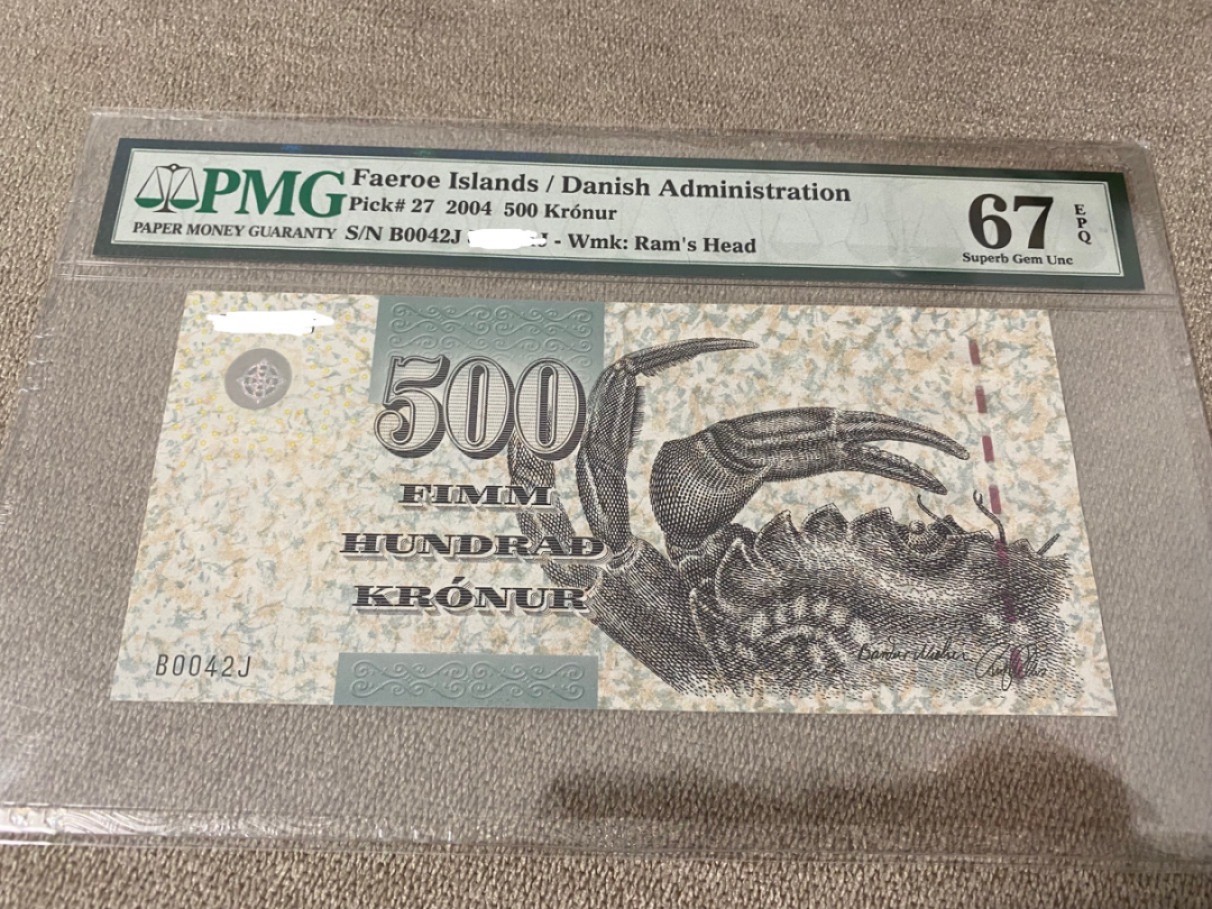 PMG
PAPER MONEY GUARANTY
Faeroe Islands / Danish Administration
Pick# 27 2004 500 Krónur
S/N B0042J - Wmk: Ram's Head
67
EPQ
Superb Gem Unc
500
FIMM
HUNDRAÐ
KRÓNUR
B0042J